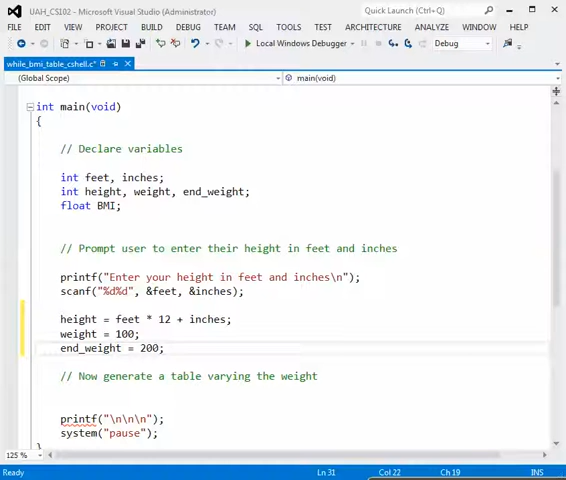 UAH_CS102 - Microsoft Visual Studio (Administrator)
Quick Launch (Ctrl+Q)
FILE EDIT VIEW PROJECT BUILD DEBUG TEAM SQL TOOLS TEST ARCHITECTURE ANALYZE WINDOW HELP
Local Windows Debugger
Debug
while_bmi_table_cshell.c*
(Global Scope)
main(void)
int main(void)
{
// Declare variables
int feet, inches;
int height, weight, end_weight;
float BMI;
// Prompt user to enter their height in feet and inches
printf("Enter your height in feet and inches\n");
scanf("%d%d", &feet, &inches);
height = feet * 12 + inches;
weight = 100;
end_weight = 200;
// Now generate a table varying the weight
printf("\n\n\n");
system("pause");
}
125 %
Ready
Ln 31
Col 22
Ch 19
INS